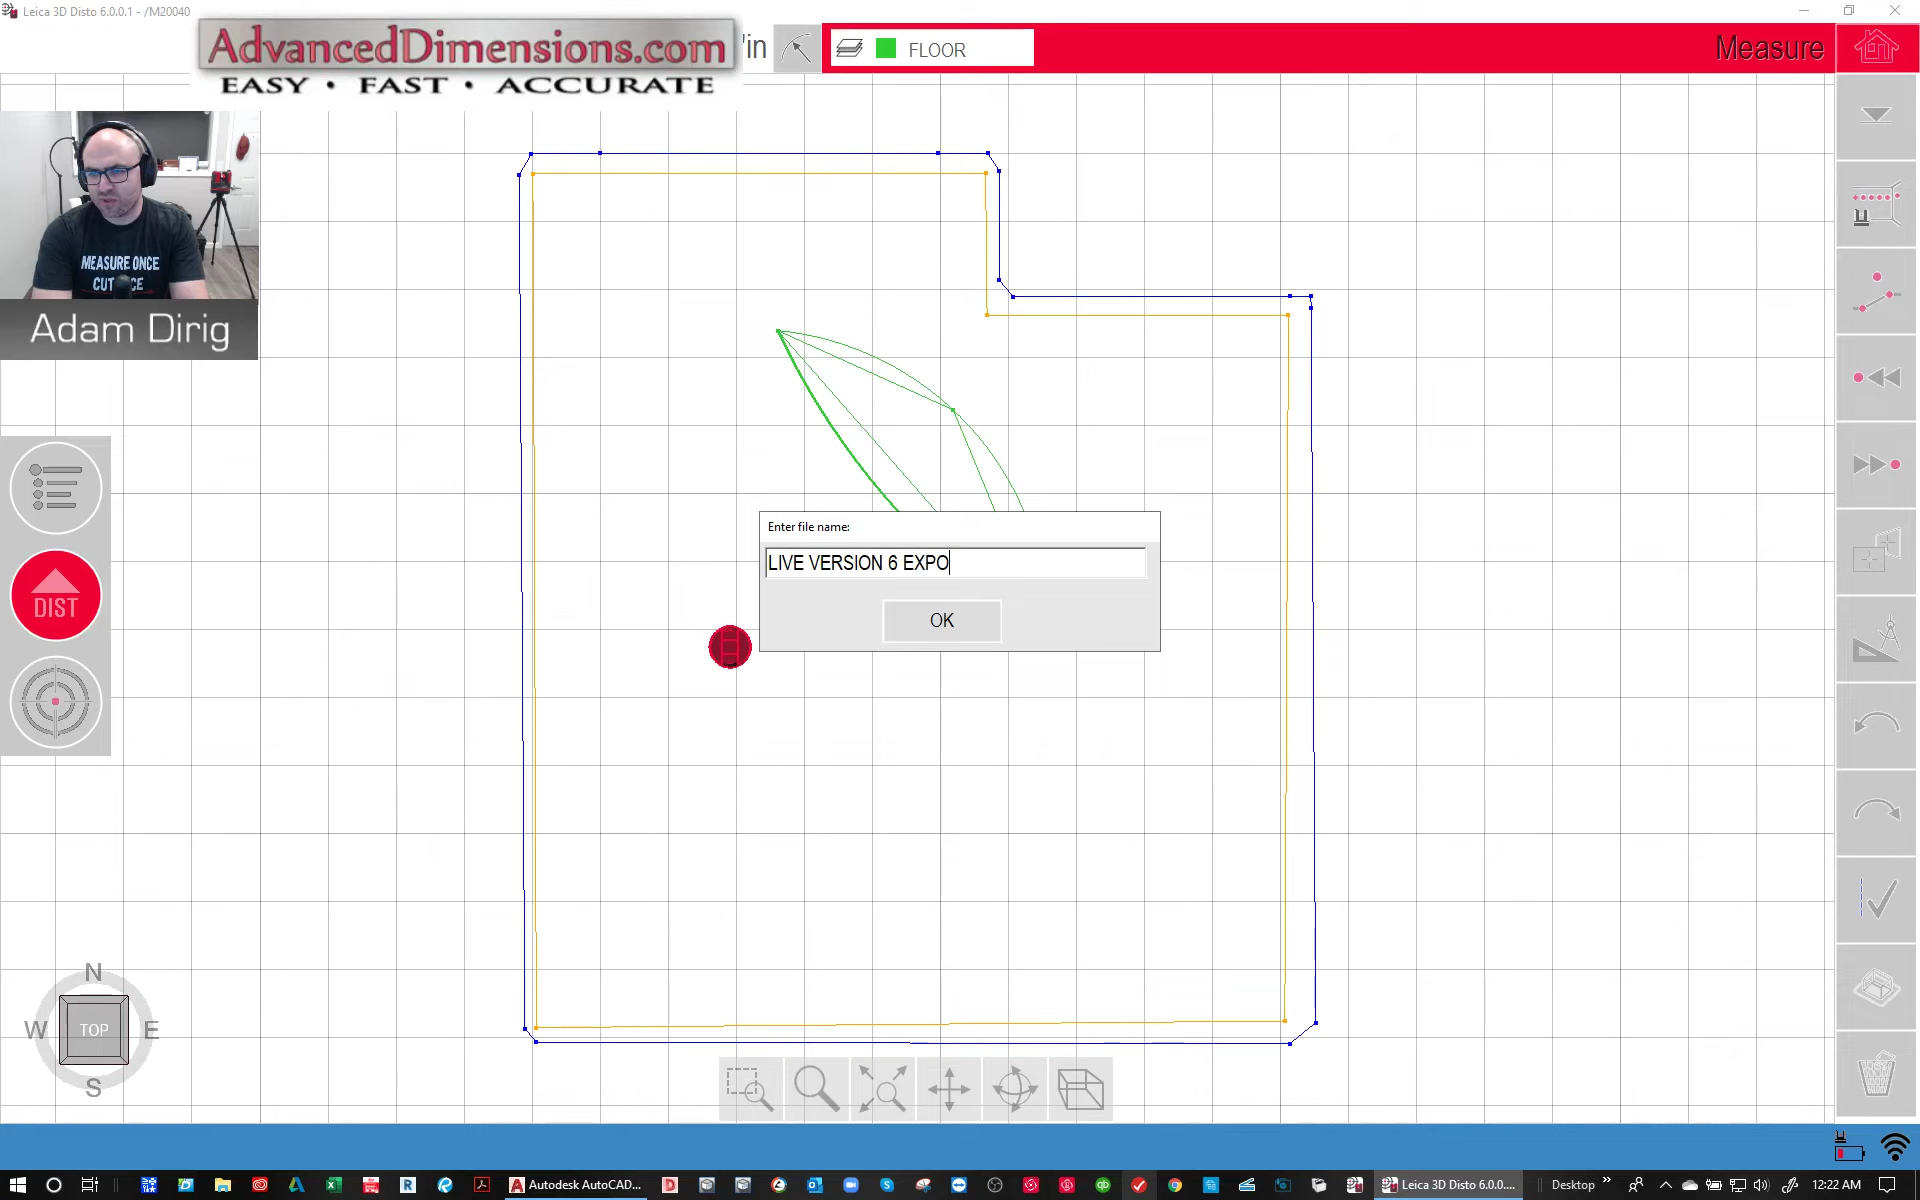 Leica 3D Disto 6.0.0.1 - /M20040
AdvancedDimensions.com
EASY • FAST • ACCURATE
'in
FLOOR
Measure
MEASURE ONCE
Adam Dirig
Enter file name:
LIVE VERSION 6 EXPO
OK
DIST
N
W
TOP
E
S
Autodesk AutoCAD...
Leica 3D Disto 6.0.0....
Desktop
12:22 AM